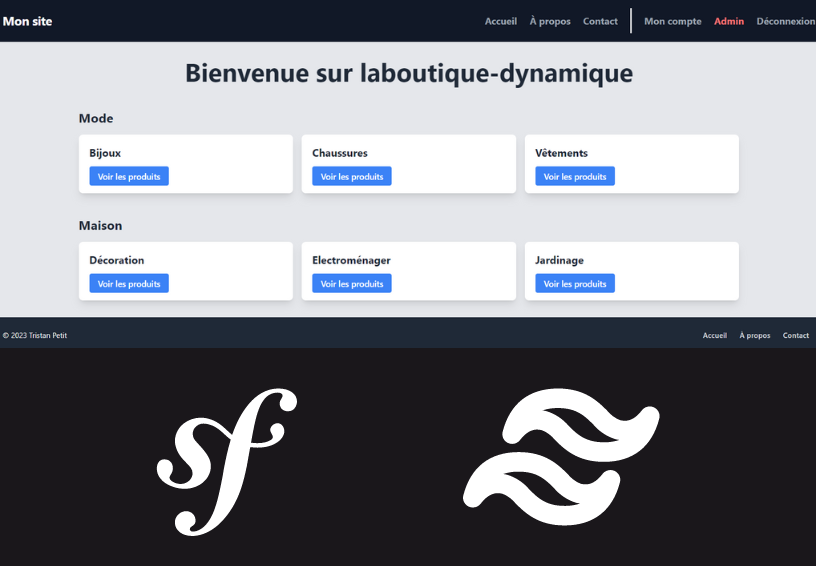 Mon site
Accueil À propos Contact Mon compte Admin Déconnexion
Bienvenue sur laboutique-dynamique
Mode
Bijoux Chaussures Vêtements
Voir les produits Voir les produits Voir les produits
Maison
Décoration Electroménager Jardinage
Voir les produits Voir les produits Voir les produits
© 2023 Tristan Petit
Accueil À propos Contact
sf